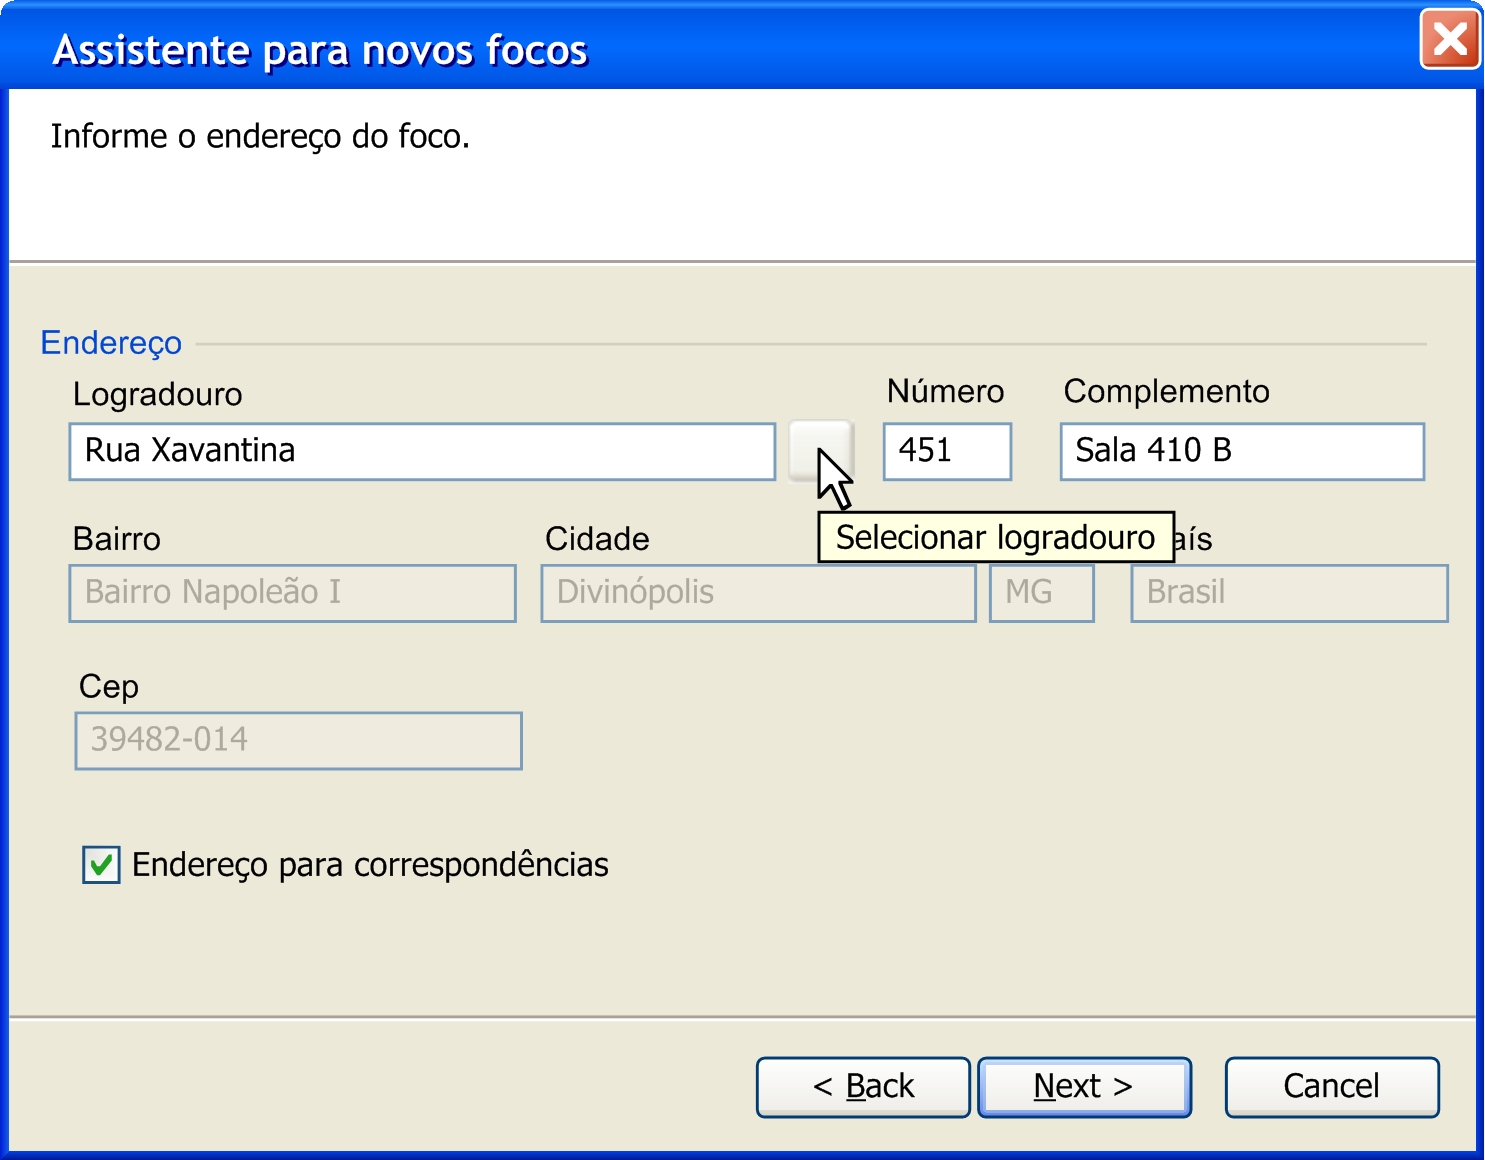 Assistente para novos focos
Informe o endereço do foco.
Endereço
Logradouro Número Complemento
Rua Xavantina 451 Sala 410 B
Selecionar logradouro
Bairro Cidade aís
Bairro Napoleão I Divinópolis MG Brasil
Cep
39482-014
Endereço para correspondências
< Back Next > Cancel